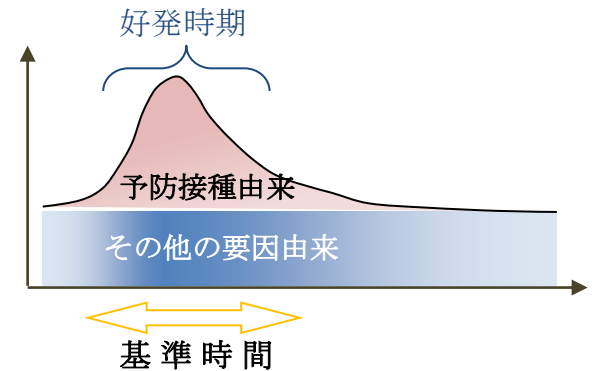 好発時期
予防接種由来
その他の要因由来
基準時間